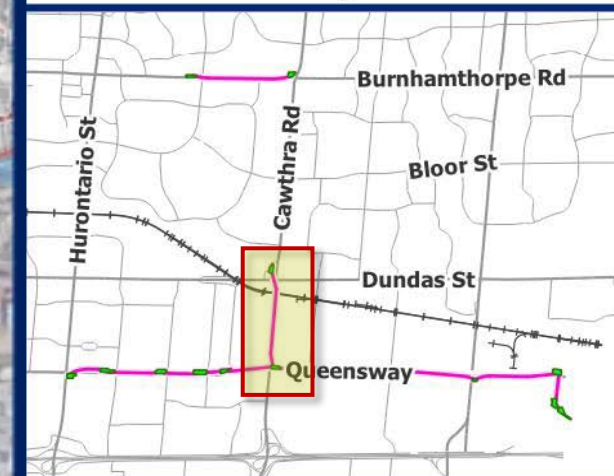 Burnhamthorpe Rd
Hurontario St
Cawthra Rd
Bloor St
Dundas St
Queensway